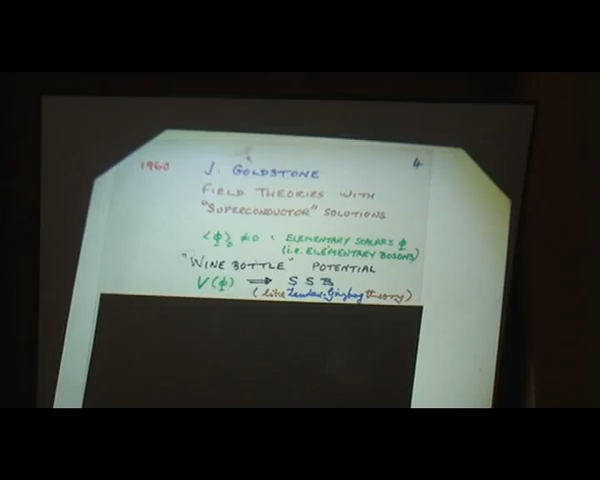 1960 J. GOLDSTONE 4
FIELD THEORIES WITH
"SUPERCONDUCTOR" SOLUTIONS
⟨Φ⟩₀ ≠ 0 : ELEMENTARY SCALARS Φ
(i.e. ELEMENTARY BOSONS)
"WINE BOTTLE" POTENTIAL
V(Φ) ⟹ S S B
(like Landau-Ginzburg theory)